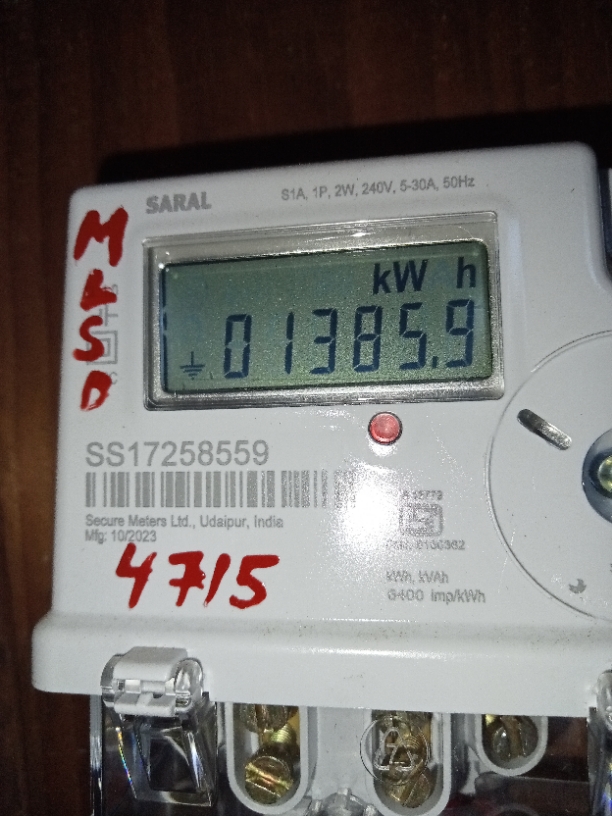 SARAL
S1A, 1P, 2W, 240V, 5-30A, 50Hz
MLSD
kW h
01385.9
SS17258559
Secure Meters Ltd., Udaipur, India
Mfg: 10/2023
4715
kWh, kVAh
imp/kWh